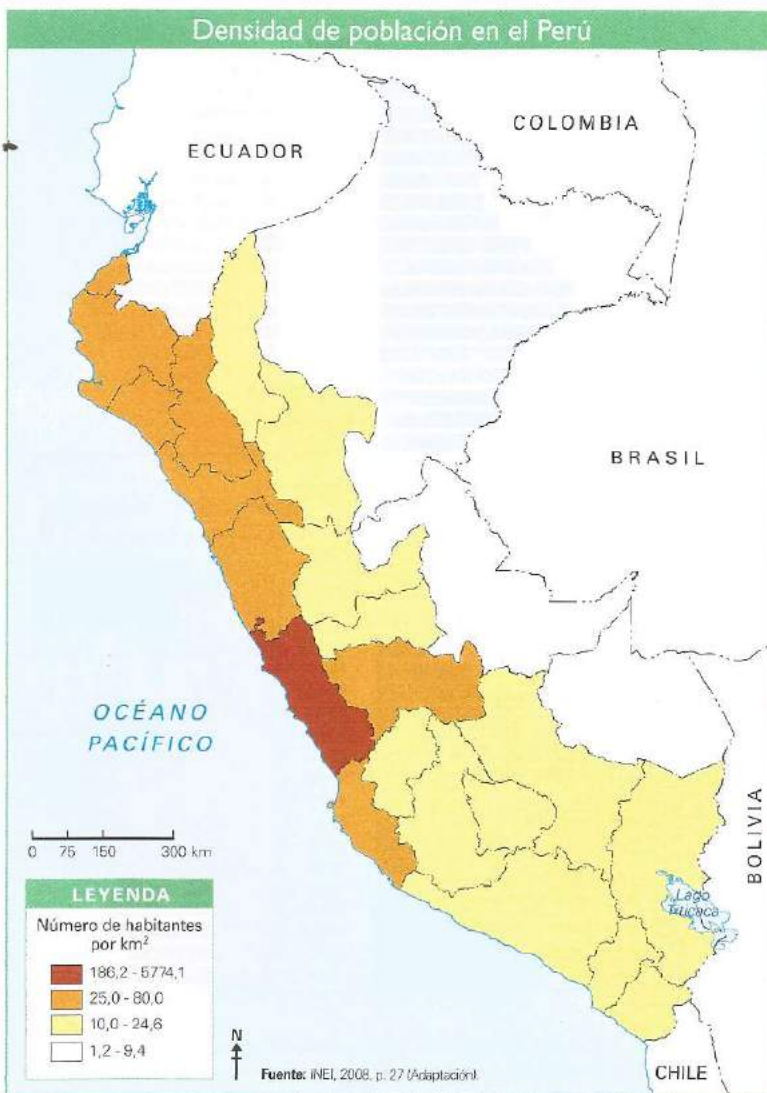 Densidad de población en el Perú
COLOMBIA
ECUADOR
BRASIL
OCÉANO
PACÍFICO
BOLIVIA
0 75 150 300 km
Lago
Titicaca
LEYENDA
Número de habitantes
por km²
186,2 - 5774,1
25,0 - 80,0
10,0 - 24,6
1,2 - 9,4
N
Fuente: INEI, 2008, p. 27 (Adaptación).
CHILE